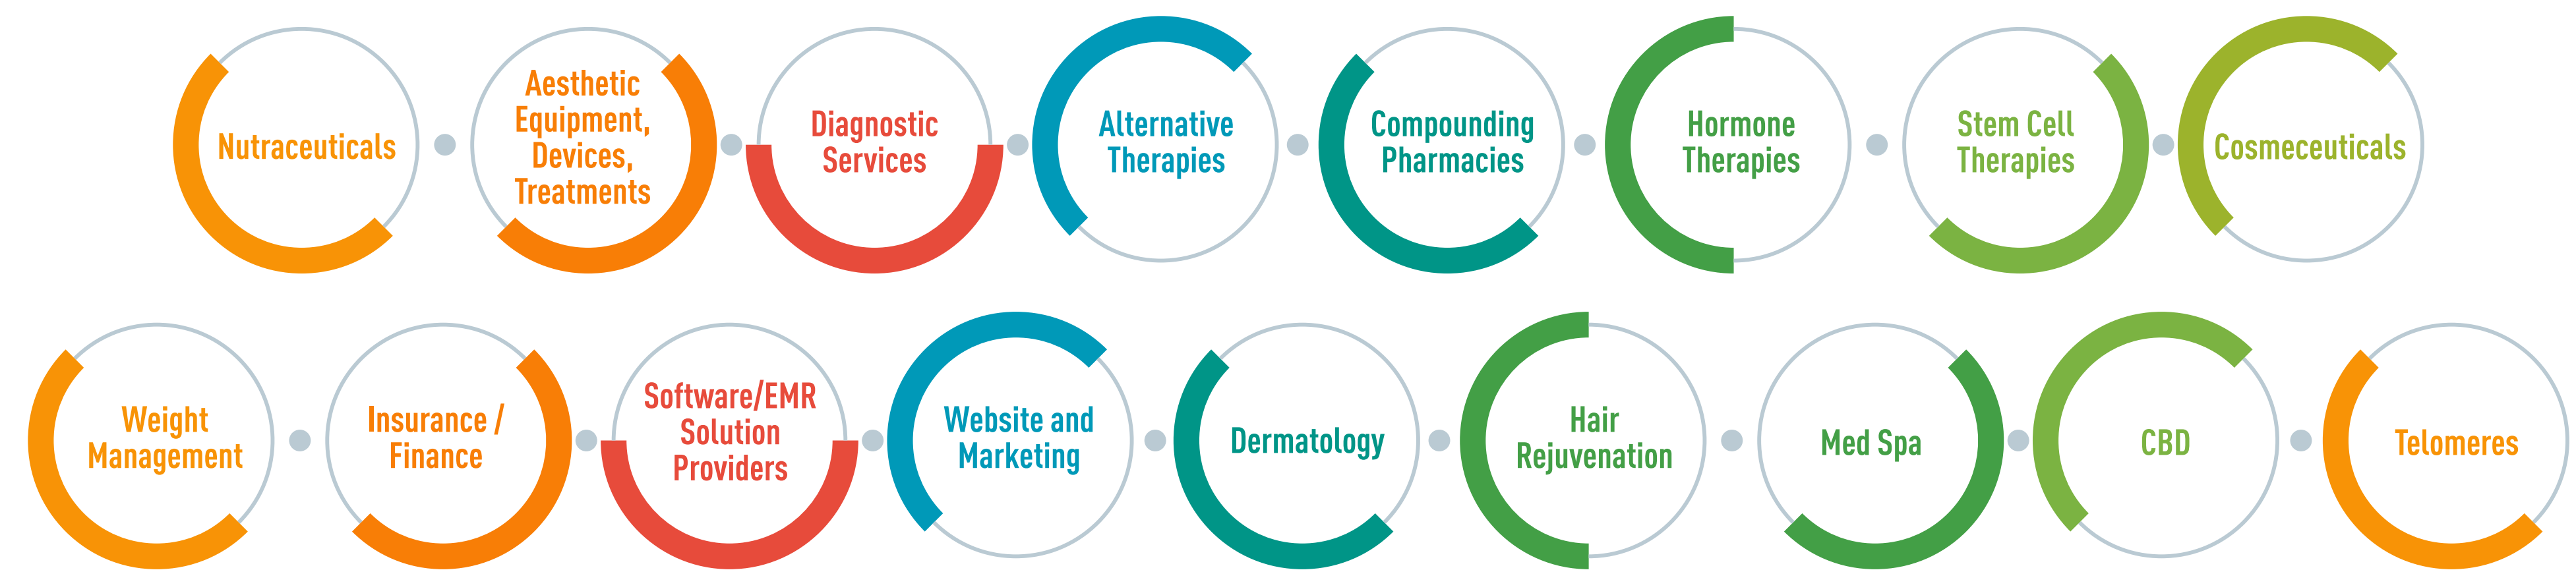 Nutraceuticals
Aesthetic
Equipment,
Devices,
Treatments
Diagnostic
Services
Alternative
Therapies
Compounding
Pharmacies
Hormone
Therapies
Stem Cell
Therapies
Cosmeceuticals
Weight
Management
Insurance /
Finance
Software/EMR
Solution
Providers
Website and
Marketing
Dermatology
Hair
Rejuvenation
Med Spa
CBD
Telomeres